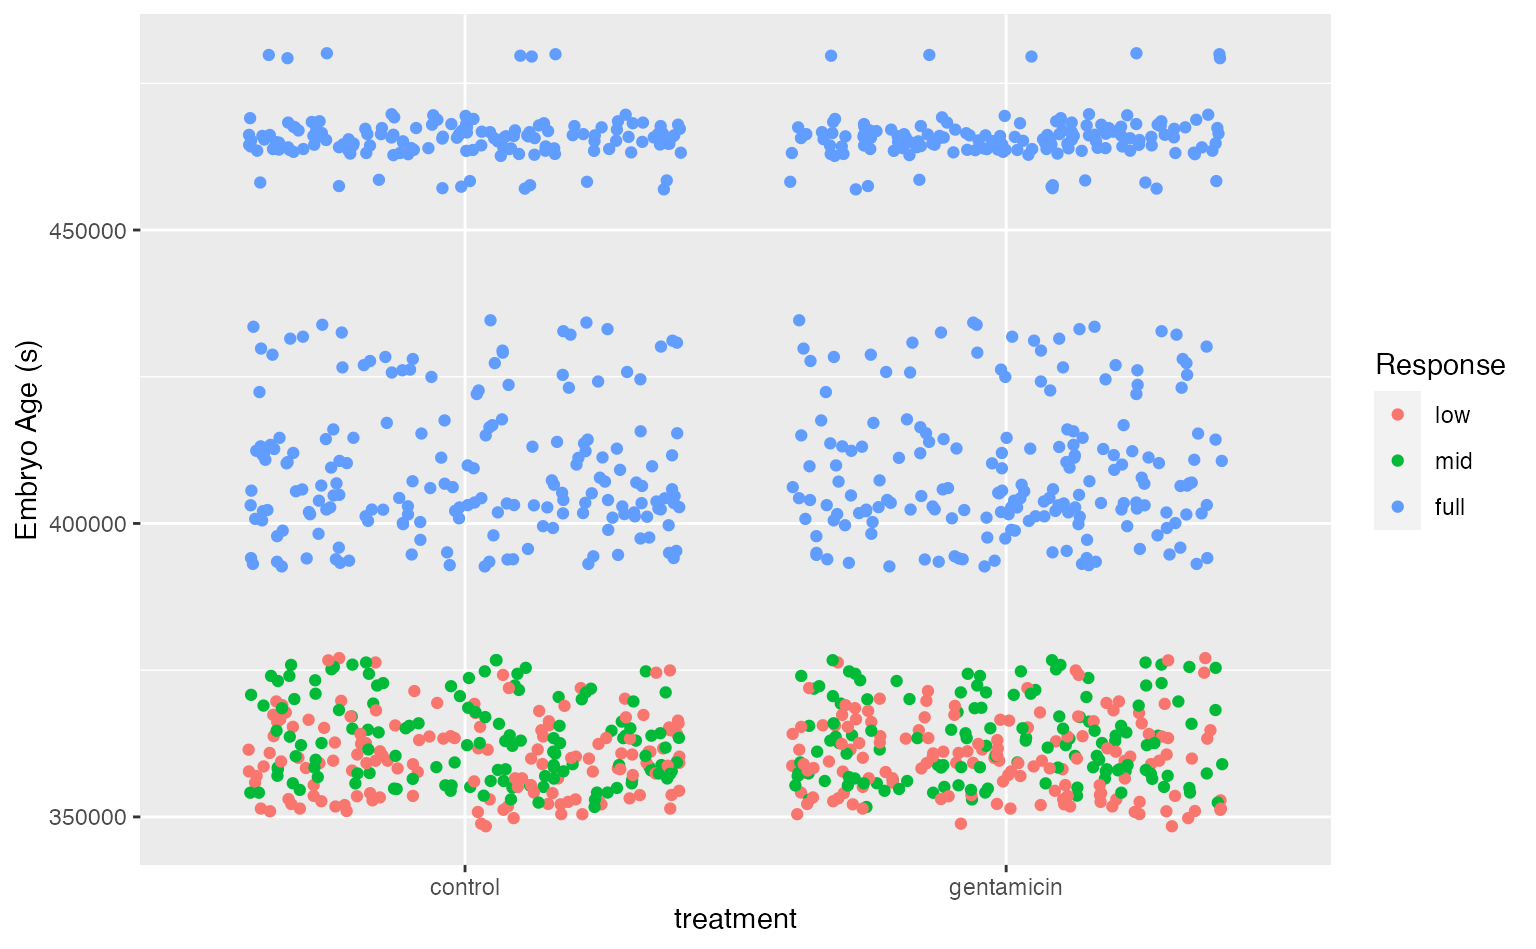 Embryo Age (s)
450000
400000
350000
control
gentamicin
treatment
Response
low
mid
full